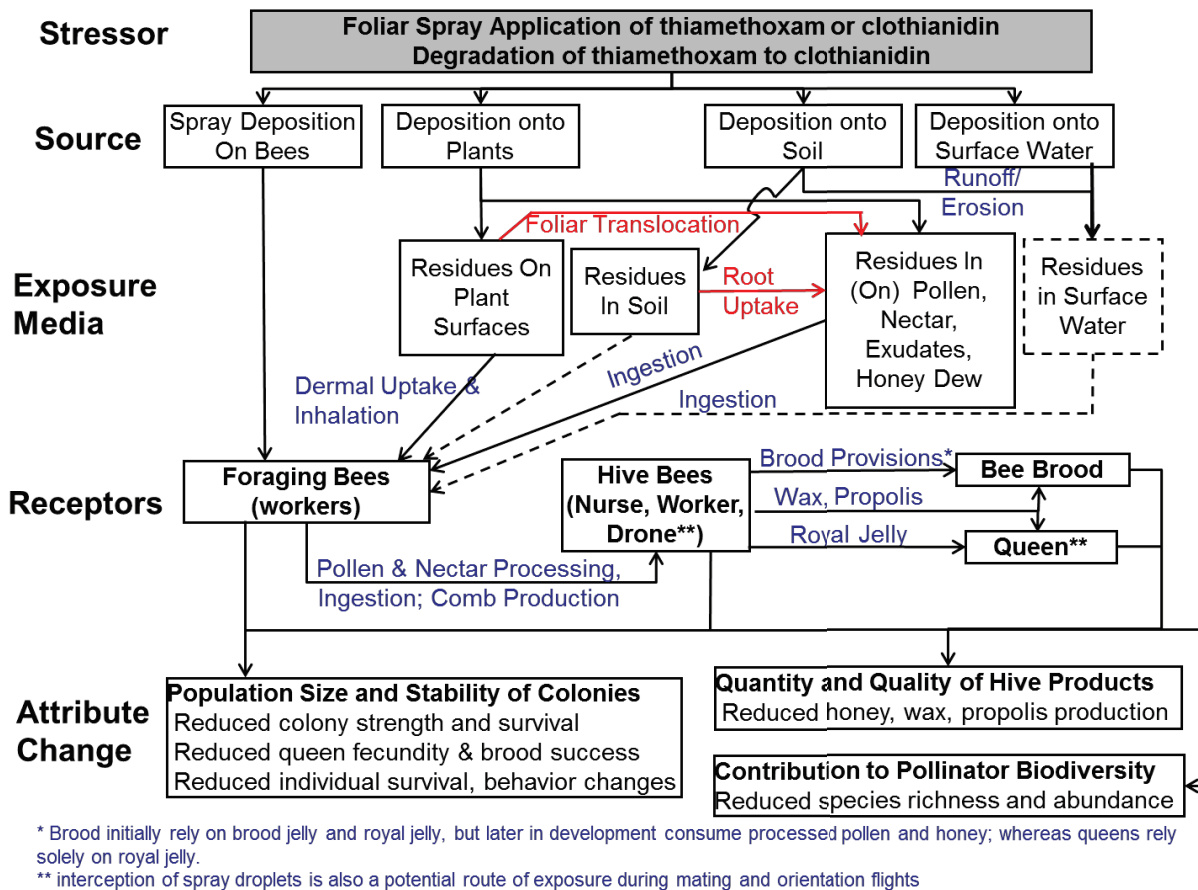 Stressor
Foliar Spray Application of thiamethoxam or clothianidin
Degradation of thiamethoxam to clothianidin
Source
Spray Deposition
On Bees
Deposition onto
Plants
Deposition onto
Soil
Deposition onto
Surface Water
Runoff/
Erosion
Foliar Translocation
Exposure
Media
Residues On
Plant
Surfaces
Residues
In Soil
Root
Uptake
Residues In
(On) Pollen,
Nectar,
Exudates,
Honey Dew
Residues
in Surface
Water
Dermal Uptake &
Inhalation
Ingestion
Ingestion
Receptors
Foraging Bees
(workers)
Hive Bees
(Nurse, Worker,
Drone**)
Brood Provisions*
Wax, Propolis
Royal Jelly
Bee Brood
Queen**
Pollen & Nectar Processing,
Ingestion; Comb Production
Attribute
Change
Population Size and Stability of Colonies
Reduced colony strength and survival
Reduced queen fecundity & brood success
Reduced individual survival, behavior changes
Quantity and Quality of Hive Products
Reduced honey, wax, propolis production
Contribution to Pollinator Biodiversity
Reduced species richness and abundance
* Brood initially rely on brood jelly and royal jelly, but later in development consume processed pollen and honey; whereas queens rely
solely on royal jelly.
** interception of spray droplets is also a potential route of exposure during mating and orientation flights